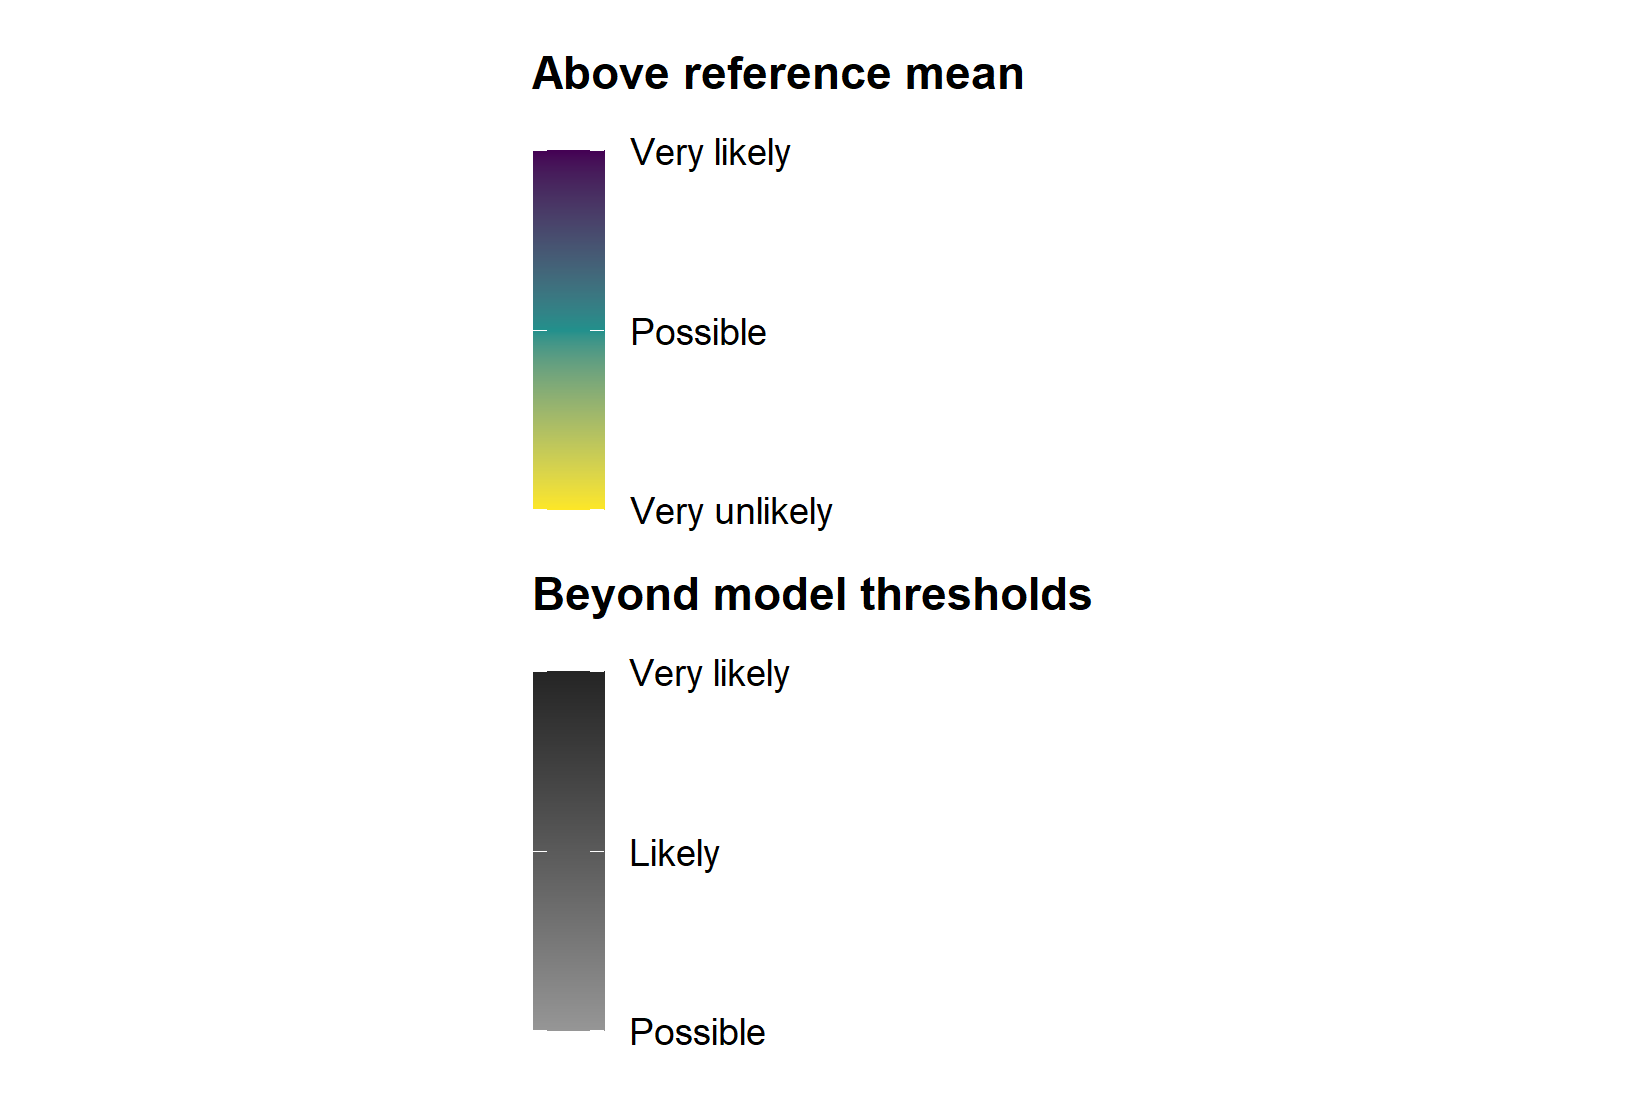 Above reference mean
Very likely
Possible
Very unlikely
Beyond model thresholds
Very likely
Likely
Possible